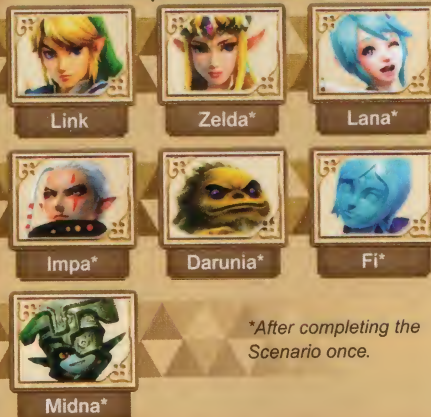 Link
Zelda*
Lana*
Impa*
Darunia*
Fi*
Midna*
*After completing the
Scenario once.